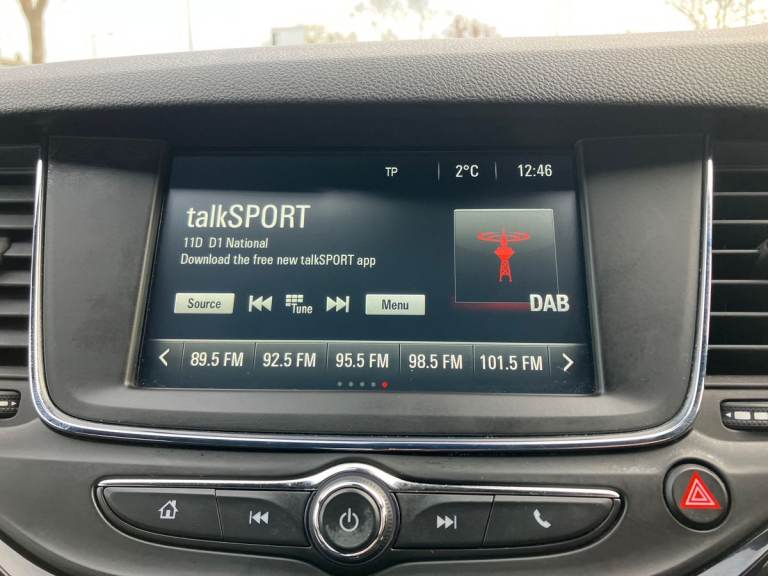 TP 2°C 12:46
talkSPORT
11D D1 National
Download the free new talkSPORT app
DAB
Source Tune Menu
89.5 FM 92.5 FM 95.5 FM 98.5 FM 101.5 FM